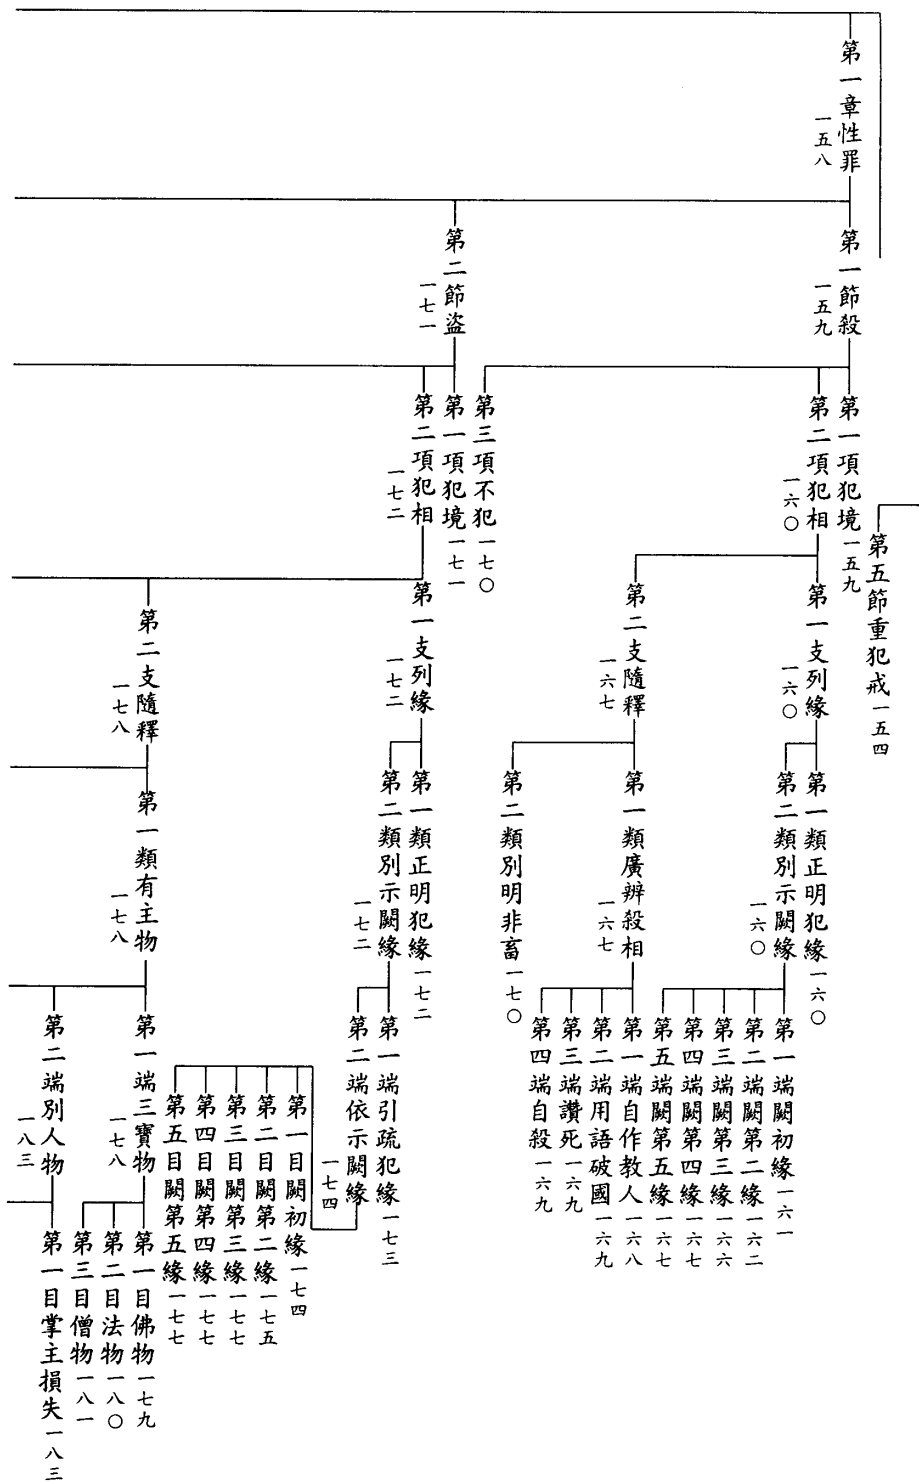 第五節重犯戒一五四
第一章性罪一五八
第一節殺一五九
第一項犯境一五九
第二項犯相一六〇
第一支列緣一六〇
第一類正明犯緣一六〇
第二類別示闕緣一六〇
第一端闕初緣一六一
第二端闕第二緣一六二
第三端闕第三緣一六六
第四端闕第四緣一六七
第五端闕第五緣一六七
第二支隨釋一六七
第一類廣辨殺相一六七
第一端自作教人一六八
第二端用語破國一六九
第三端讚死一六九
第四端自殺一六九
第二類別明非畜一七〇
第三項不犯一七〇
第二節盜一七一
第一項犯境一七一
第二項犯相一七二
第一支列緣一七二
第一類正明犯緣一七二
第二類別示闕緣一七二
第一端引疏犯緣一七三
第二端依示闕緣一七四
第一目闕初緣一七四
第二目闕第二緣一七五
第三目闕第三緣一七七
第四目闕第四緣一七七
第五目闕第五緣一七七
第二支隨釋一七八
第一類有主物一七八
第一端三寶物一七八
第一目佛物一七九
第二目法物一八〇
第三目僧物一八一
第二端別人物一八三
第一目掌主損失一八三